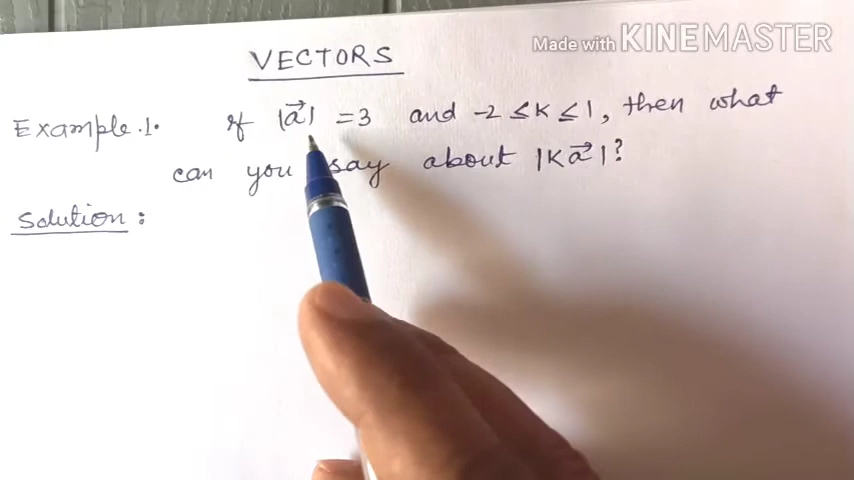 Made with KINEMASTER
VECTORS
Example.1. If |a⃗| = 3 and -2 ≤ K ≤ 1, then what
can you say about |Ka⃗|?
Solution: